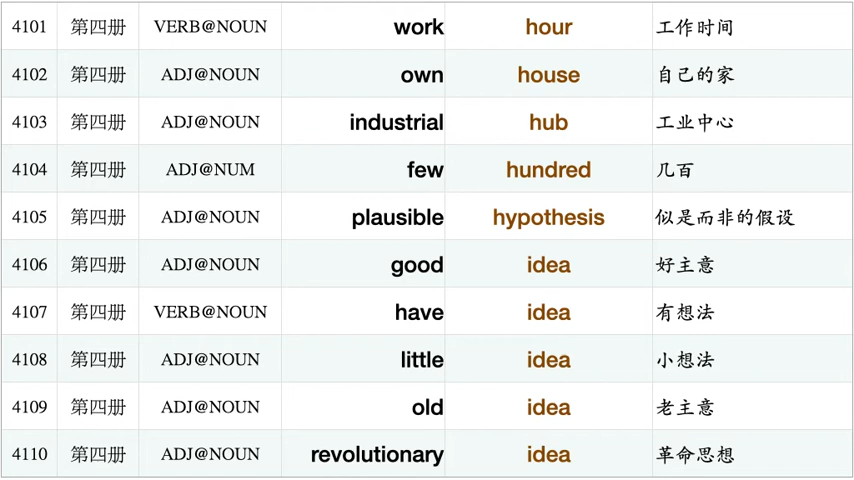 4101 第四册 VERB@NOUN work hour 工作时间
4102 第四册 ADJ@NOUN own house 自己的家
4103 第四册 ADJ@NOUN industrial hub 工业中心
4104 第四册 ADJ@NUM few hundred 几百
4105 第四册 ADJ@NOUN plausible hypothesis 似是而非的假设
4106 第四册 ADJ@NOUN good idea 好主意
4107 第四册 VERB@NOUN have idea 有想法
4108 第四册 ADJ@NOUN little idea 小想法
4109 第四册 ADJ@NOUN old idea 老主意
4110 第四册 ADJ@NOUN revolutionary idea 革命思想